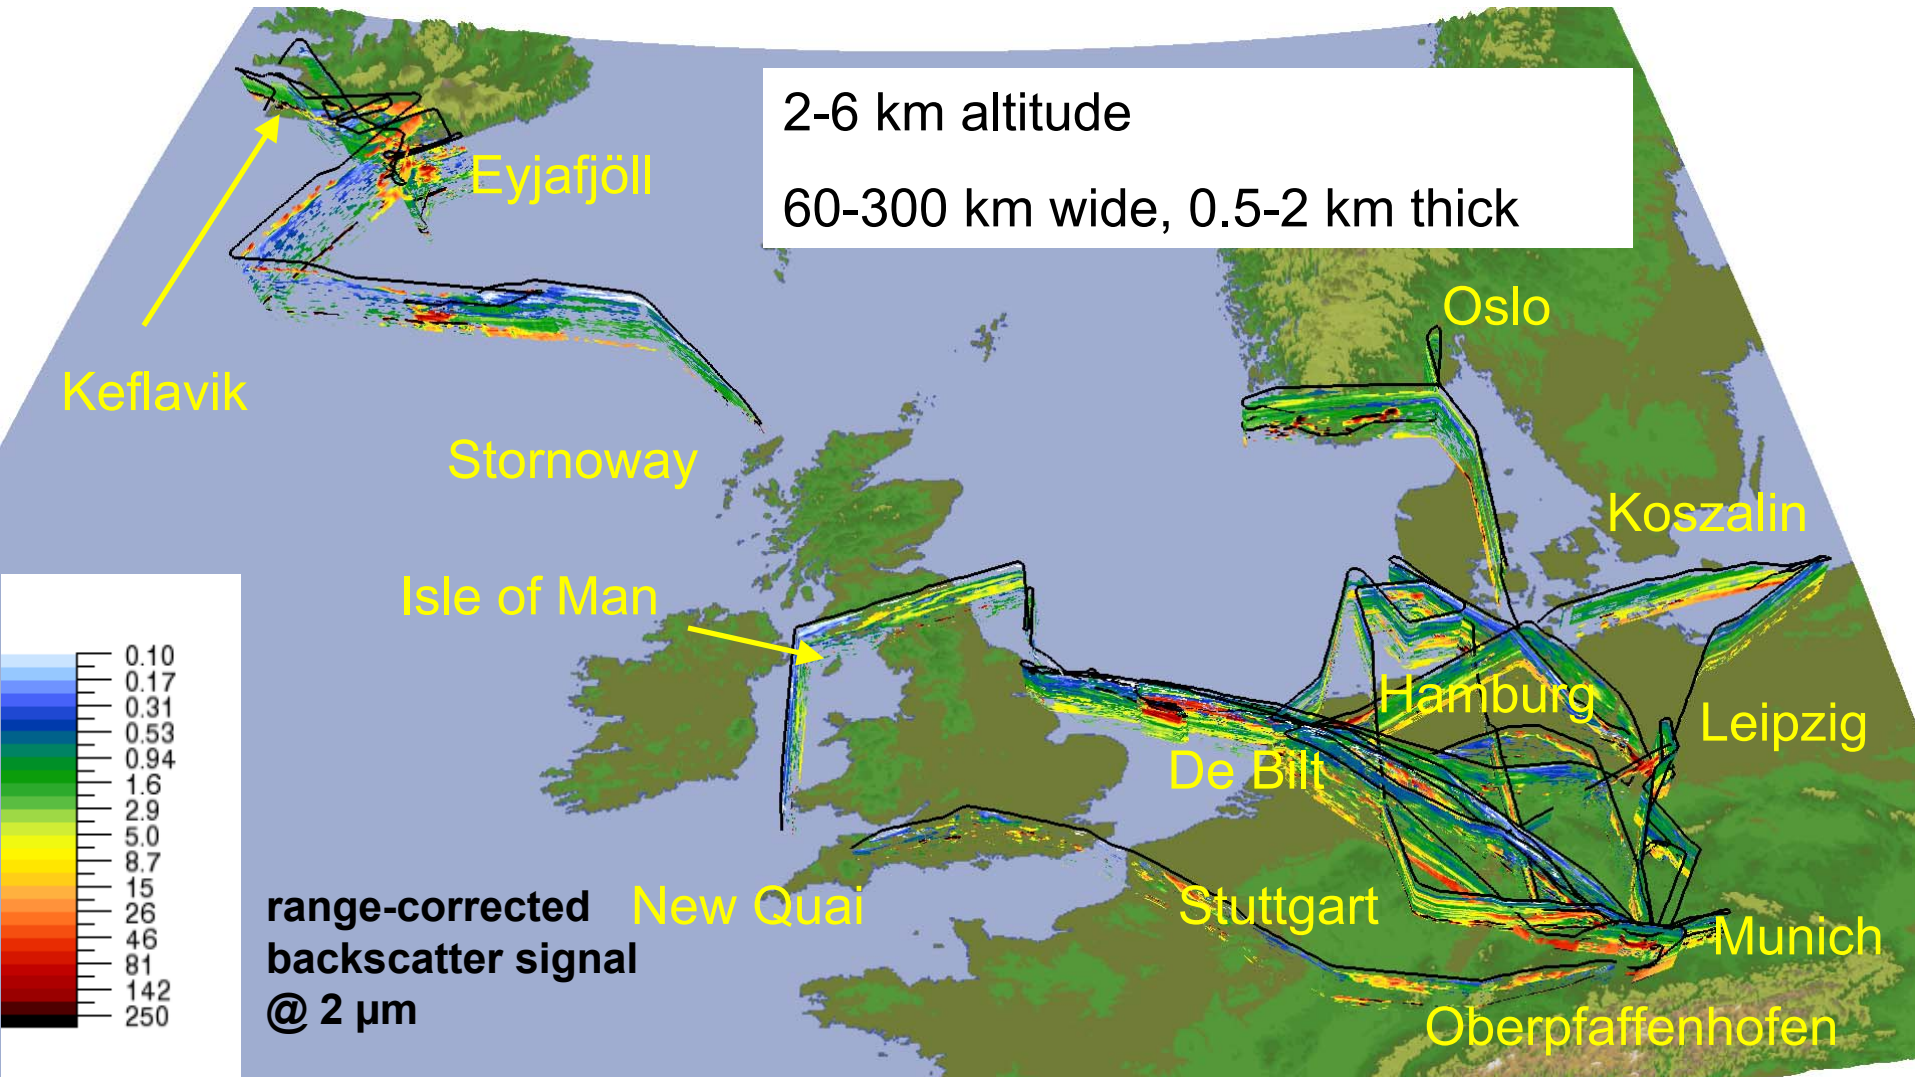 2-6 km altitude
60-300 km wide, 0.5-2 km thick
Eyjafjöll
Oslo
Keflavik
Stornoway
Koszalin
Isle of Man
Hamburg
Leipzig
De Bilt
New Quai
Stuttgart
Munich
Oberpfaffenhofen
0.10
0.17
0.31
0.53
0.94
1.6
2.9
5.0
8.7
15
26
46
81
142
250
range-corrected
backscatter signal
@ 2 µm